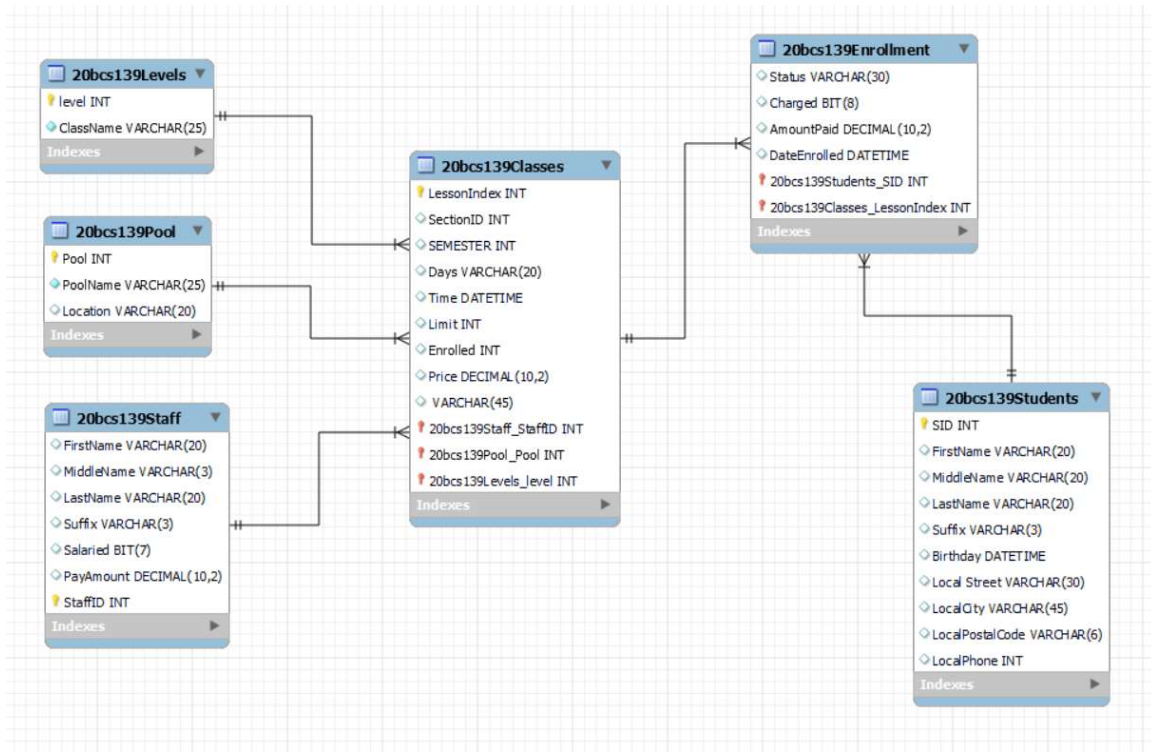 20bcs139Levels
level INT
ClassName VARCHAR(25)
Indexes
20bcs139Pool
Pool INT
PoolName VARCHAR(25)
Location VARCHAR(20)
Indexes
20bcs139Staff
FirstName VARCHAR(20)
MiddleName VARCHAR(3)
LastName VARCHAR(20)
Suffix VARCHAR(3)
Salaried BIT(7)
PayAmount DECIMAL(10,2)
StaffID INT
Indexes
20bcs139Classes
LessonIndex INT
SectionID INT
SEMESTER INT
Days VARCHAR(20)
Time DATETIME
Limit INT
Enrolled INT
Price DECIMAL(10,2)
VARCHAR(45)
20bcs139Staff_StaffID INT
20bcs139Pool_Pool INT
20bcs139Levels_level INT
Indexes
20bcs139Enrollment
Status VARCHAR(30)
Charged BIT(8)
AmountPaid DECIMAL(10,2)
DateEnrolled DATETIME
20bcs139Students_SID INT
20bcs139Classes_LessonIndex INT
Indexes
20bcs139Students
SID INT
FirstName VARCHAR(20)
MiddleName VARCHAR(20)
LastName VARCHAR(20)
Suffix VARCHAR(3)
Birthday DATETIME
Local Street VARCHAR(30)
LocalCity VARCHAR(45)
LocalPostalCode VARCHAR(6)
LocalPhone INT
Indexes